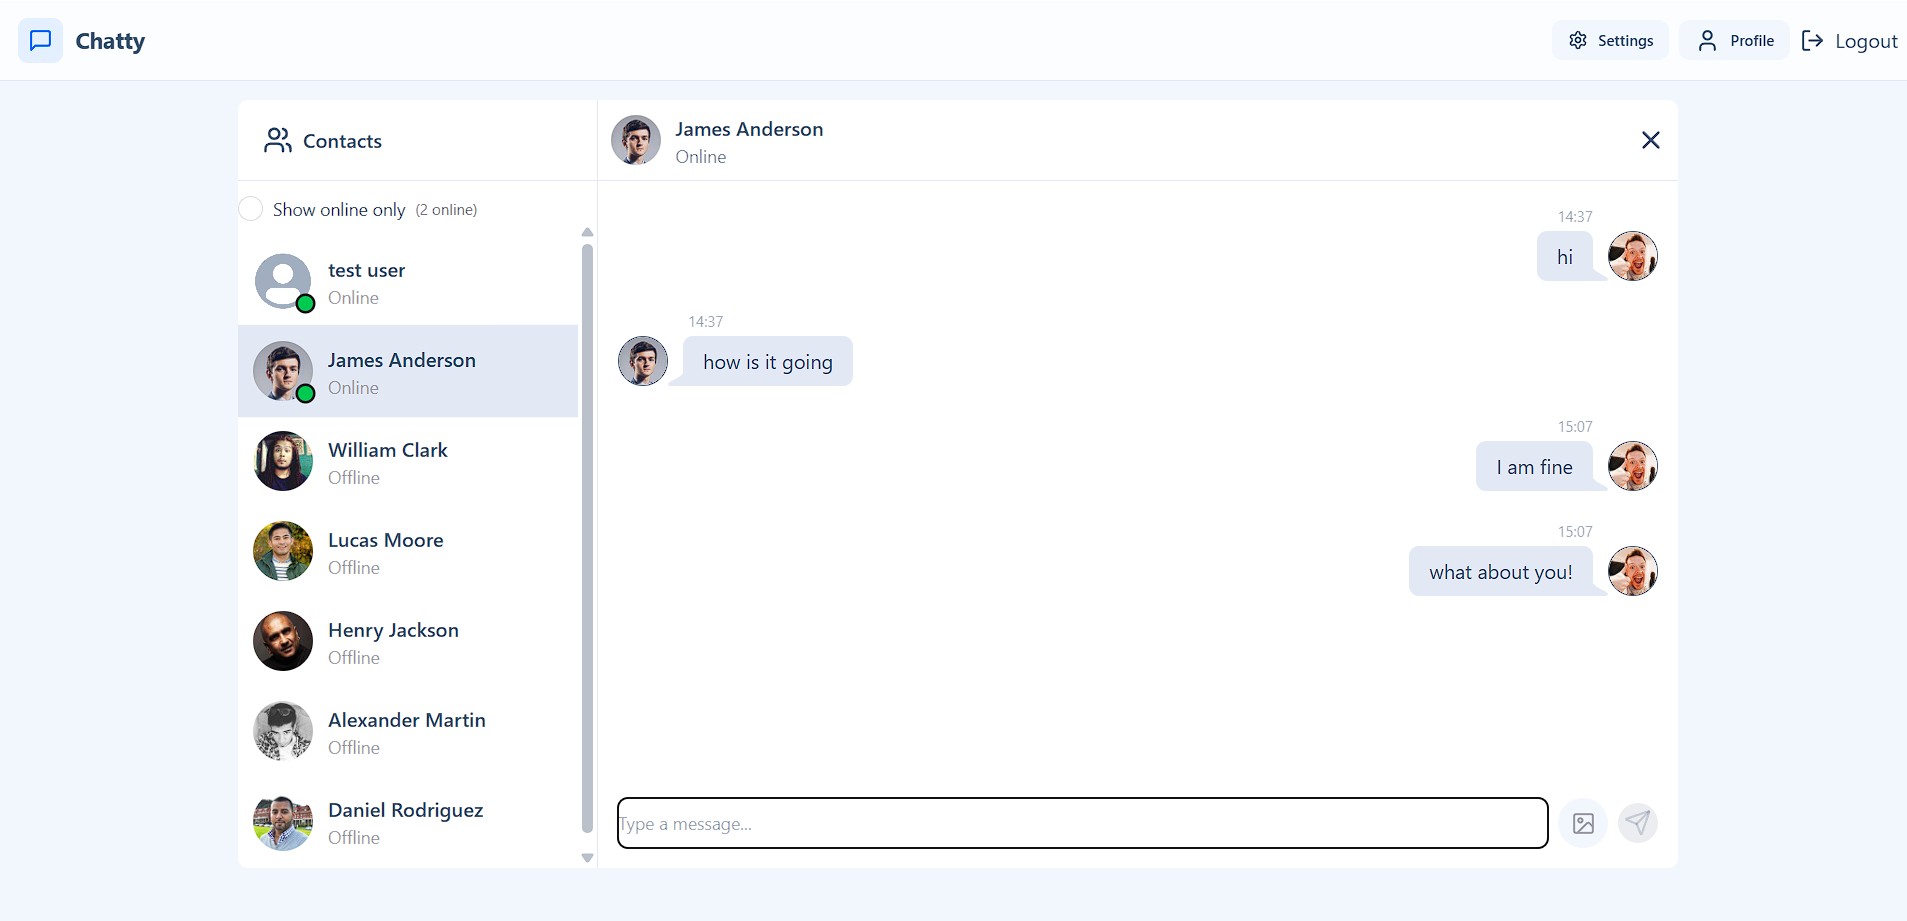 Chatty
Settings
Profile
Logout
Contacts
Show online only (2 online)
test user
Online
James Anderson
Online
William Clark
Offline
Lucas Moore
Offline
Henry Jackson
Offline
Alexander Martin
Offline
Daniel Rodriguez
Offline
James Anderson
Online
14:37
hi
14:37
how is it going
15:07
I am fine
15:07
what about you!
Type a message...